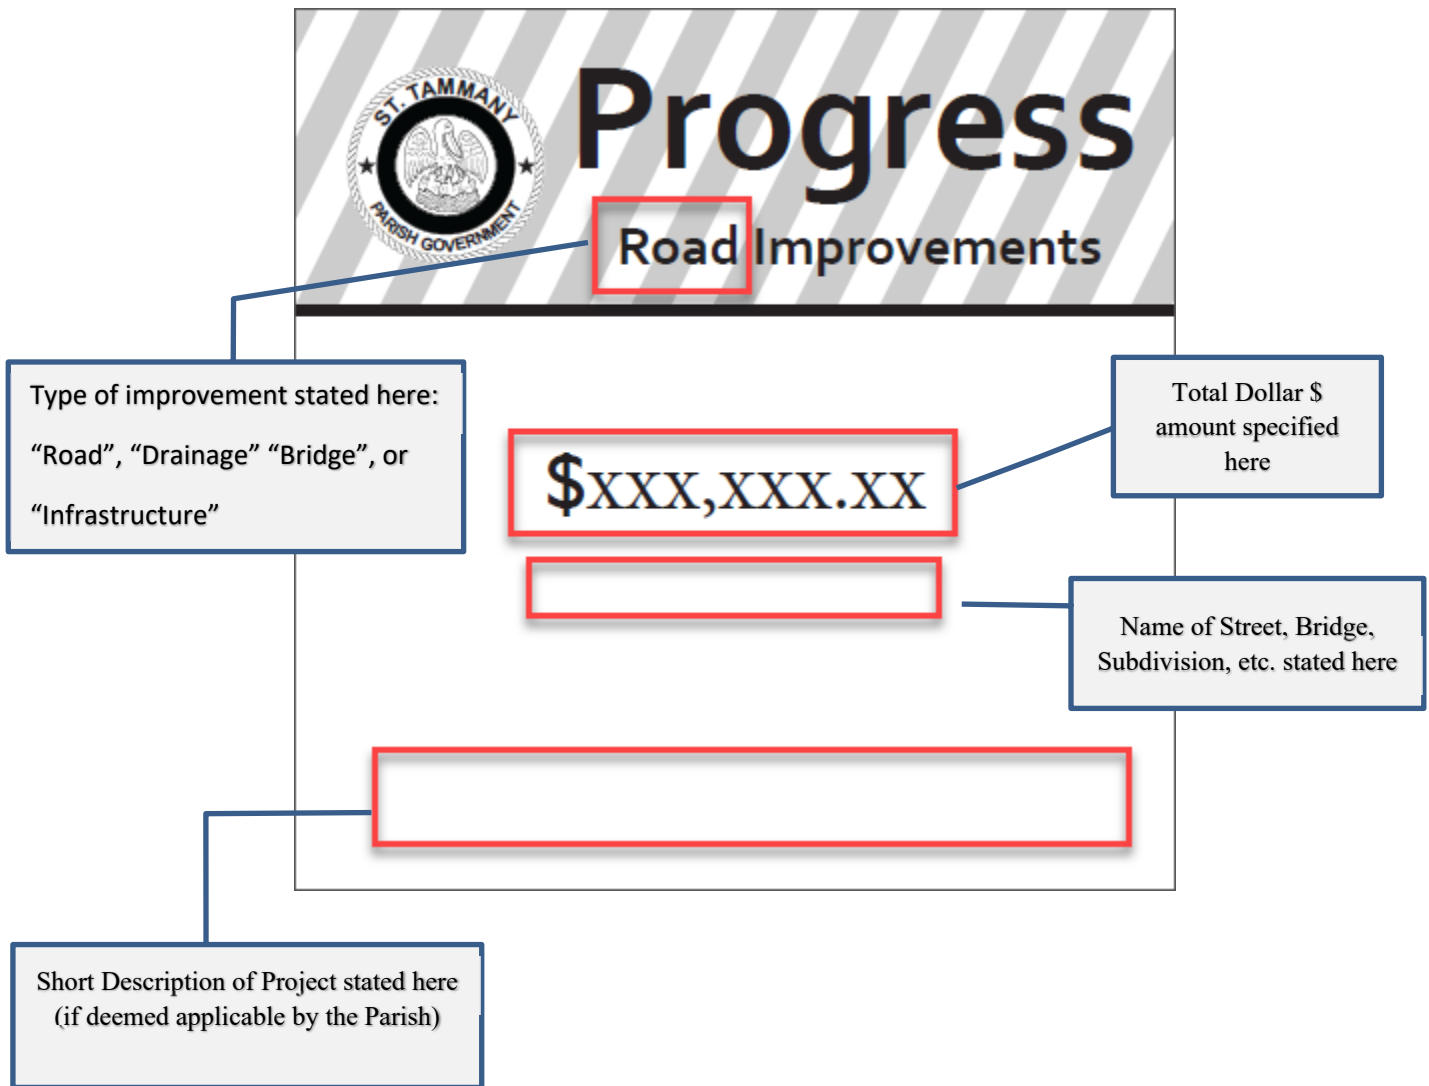 ST. TAMMANY
PARISH GOVERNMENT
Progress
Road Improvements
Type of improvement stated here:
“Road”, “Drainage” “Bridge”, or
“Infrastructure”
Total Dollar $
amount specified
here
$xxx,xxx.xx
Name of Street, Bridge,
Subdivision, etc. stated here
Short Description of Project stated here
(if deemed applicable by the Parish)